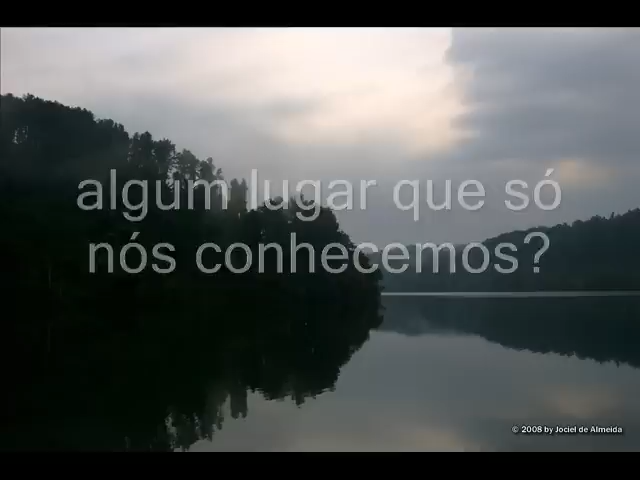 algum lugar que só
nós conhecemos?
© 2008 by Jociel de Almeida